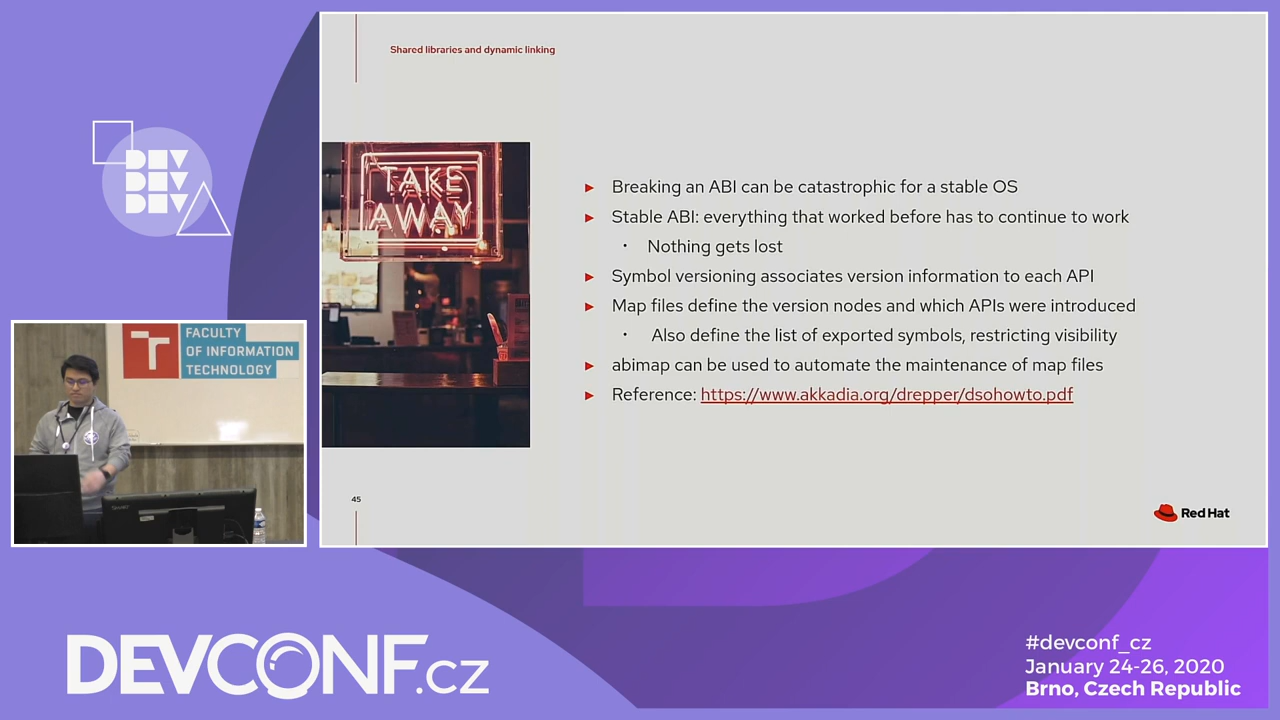 Shared libraries and dynamic linking
TAKE
AWAY
Breaking an ABI can be catastrophic for a stable OS
Stable ABI: everything that worked before has to continue to work
Nothing gets lost
Symbol versioning associates version information to each API
Map files define the version nodes and which APIs were introduced
Also define the list of exported symbols, restricting visibility
abimap can be used to automate the maintenance of map files
Reference: https://www.akkadia.org/drepper/dsohowto.pdf
45
Red Hat
DEV
DEV
DEV
FACULTY
OF INFORMATION
TECHNOLOGY
DEVCONF.cz
#devconf_cz
January 24-26, 2020
Brno, Czech Republic